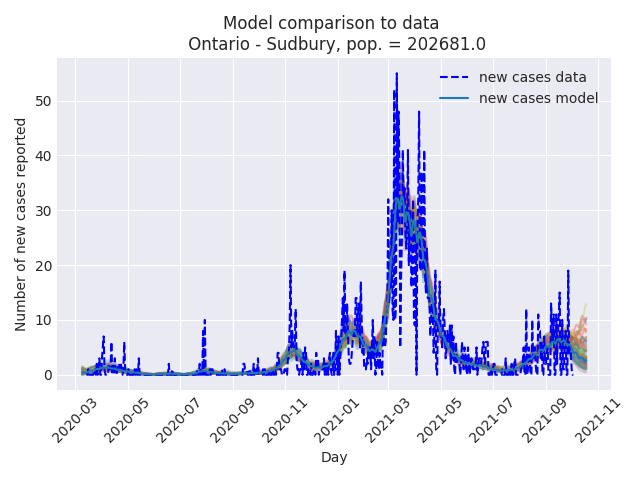 Model comparison to data
Ontario - Sudbury, pop. = 202681.0
new cases data
new cases model
Number of new cases reported
50
40
30
20
10
0
2020-03
2020-05
2020-07
2020-09
2020-11
2021-01
2021-03
2021-05
2021-07
2021-09
2021-11
Day